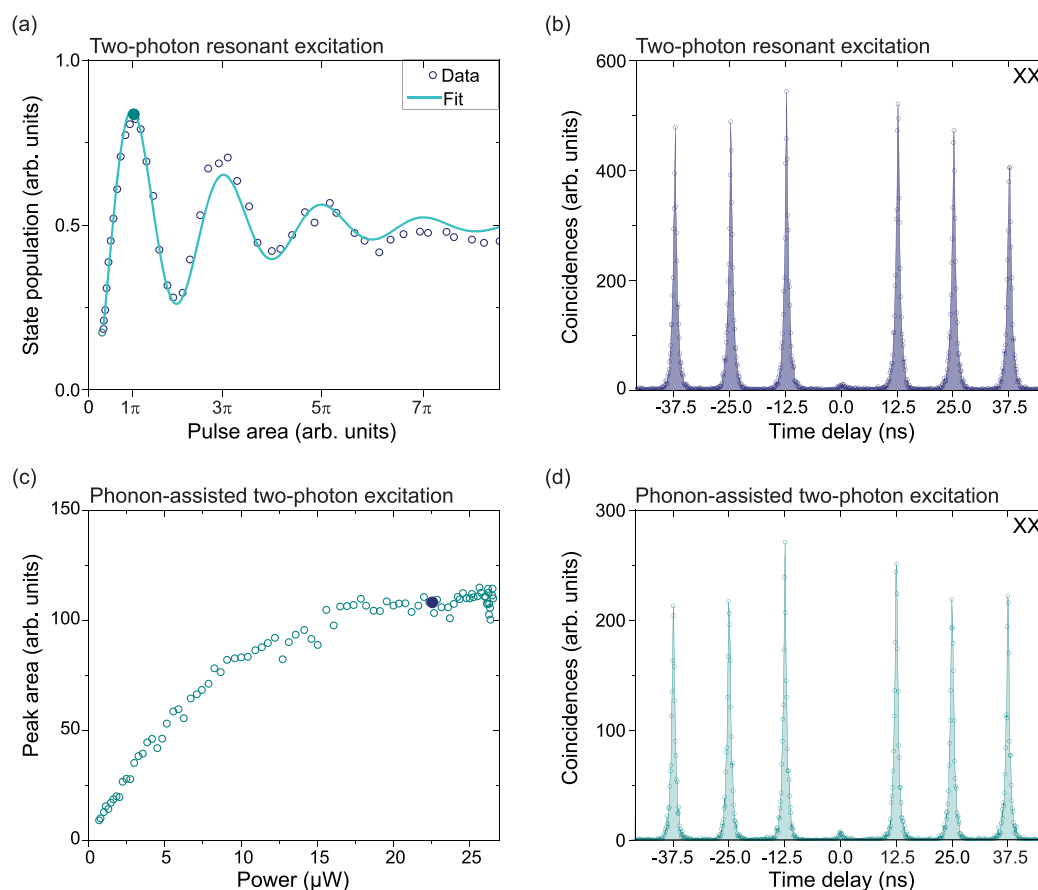 (a)
Two-photon resonant excitation
1.0
0.5
0.0
State population (arb. units)
Data
Fit
0
1π
3π
5π
7π
Pulse area (arb. units)
(b)
Two-photon resonant excitation
XX
600
400
200
0
Coincidences (arb. units)
-37.5
-25.0
-12.5
0.0
12.5
25.0
37.5
Time delay (ns)
(c)
Phonon-assisted two-photon excitation
150
100
50
0
Peak area (arb. units)
0
5
10
15
20
25
Power (µW)
(d)
Phonon-assisted two-photon excitation
XX
300
200
100
0
Coincidences (arb. units)
-37.5
-25.0
-12.5
0.0
12.5
25.0
37.5
Time delay (ns)